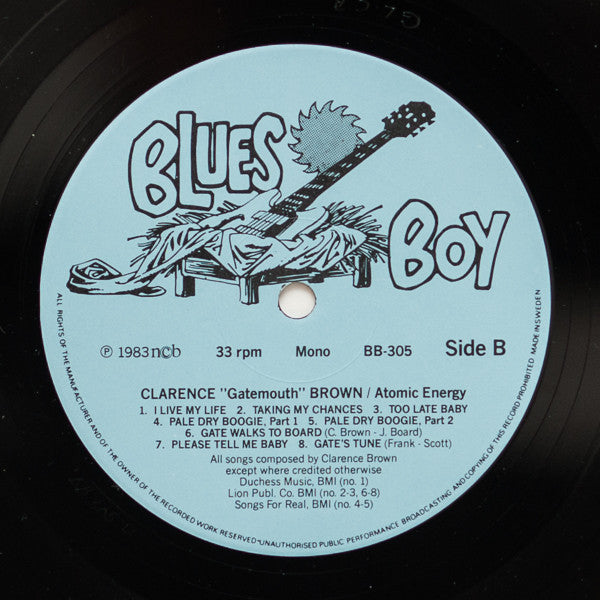 BLUES
BOY
℗ 1983 ncb 33 rpm Mono BB-305 Side B
CLARENCE "Gatemouth" BROWN / Atomic Energy
1. I LIVE MY LIFE 2. TAKING MY CHANCES 3. TOO LATE BABY
4. PALE DRY BOOGIE, Part 1 5. PALE DRY BOOGIE, Part 2
6. GATE WALKS TO BOARD (C. Brown - J. Board)
7. PLEASE TELL ME BABY 8. GATE'S TUNE (Frank - Scott)
All songs composed by Clarence Brown
except where credited otherwise
Duchess Music, BMI (no. 1)
Lion Publ. Co. BMI (no. 2-3, 6-8)
Songs For Real, BMI (no. 4-5)
ALL RIGHTS OF THE MANUFACTURER AND OF THE OWNER OF THE RECORDED WORK RESERVED-UNAUTHORISED PUBLIC PERFORMANCE BROADCASTING AND COPYING OF THIS RECORD PROHIBITED. MADE IN SWEDEN